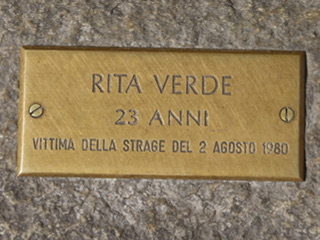 RITA VERDE
23 ANNI
VITTIMA DELLA STRAGE DEL 2 AGOSTO 1980